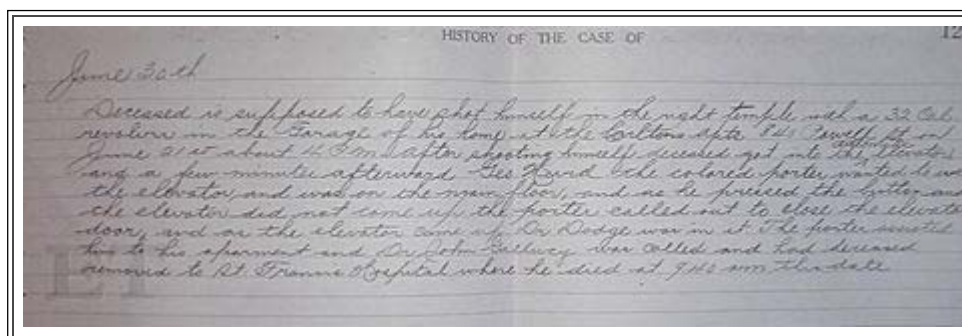 HISTORY OF THE CASE OF 12
June 30th
Deceased is supposed to have shot himself in the right temple with a 32 Cal
revolver in the Garage of his home at the Carltons apts 840 Powell St on
June 21st about PM. After shooting himself deceased got into the automatic elevator
and a few minutes afterward Geo the colored porter wanted to use
the elevator, and was on the main floor, and as he pressed the button and
the elevator did not come up the porter called out to close the elevator
door, and as the elevator came up Dr Dodge was in it. The porter assisted
him to his aparment and Dr John was called and had deceased
removed to St. Francis Hospital where he died at 9 40 am this date